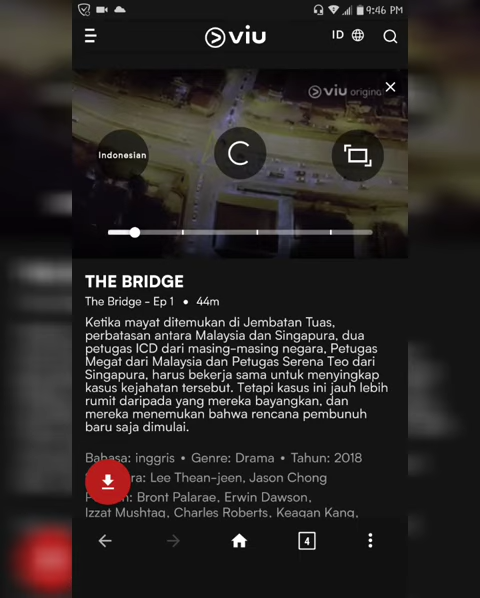 9:46 PM
viu
ID
viu original
Indonesian
THE BRIDGE
The Bridge - Ep 1 • 44m
Ketika mayat ditemukan di Jembatan Tuas,
perbatasan antara Malaysia dan Singapura, dua
petugas ICD dari masing-masing negara, Petugas
Megat dari Malaysia dan Petugas Serena Teo dari
Singapura, harus bekerja sama untuk menyingkap
kasus kejahatan tersebut. Tetapi kasus ini jauh lebih
rumit daripada yang mereka bayangkan, dan
mereka menemukan bahwa rencana pembunuh
baru saja dimulai.
Bahasa: inggris • Genre: Drama • Tahun: 2018
Lee Thean-jeen, Jason Chong
Bront Palarae, Erwin Dawson,
Izzat Mushtaq, Charles Roberts, Keagan Kang,
4